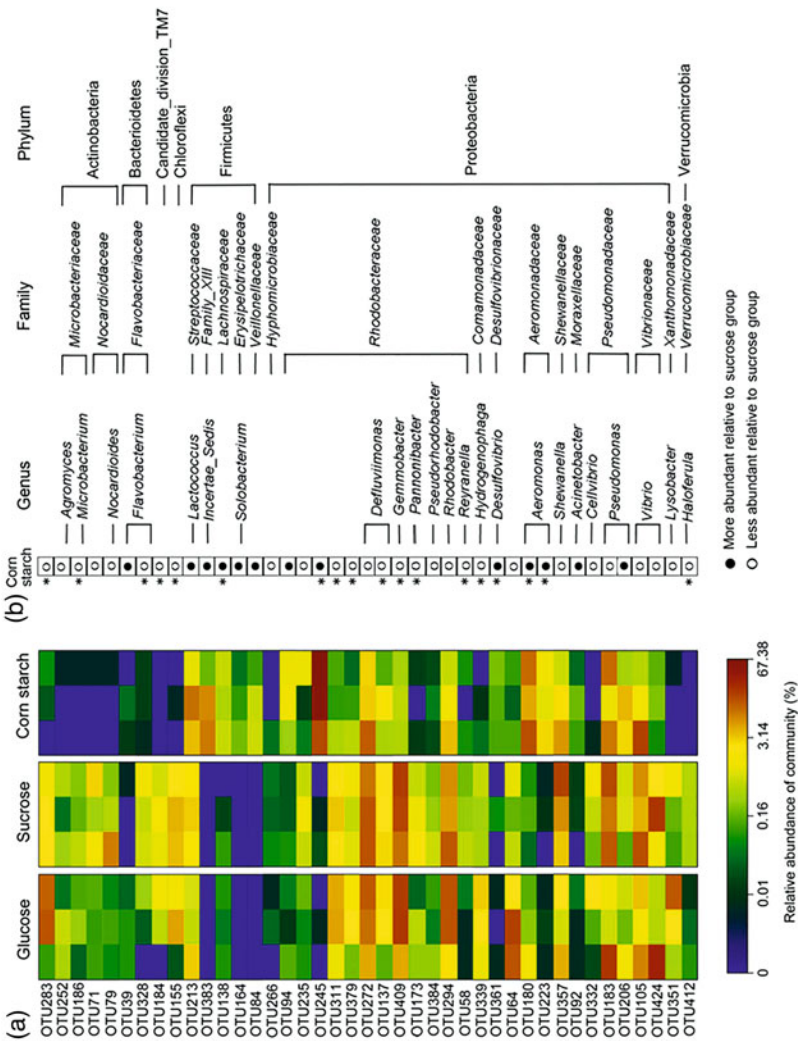 (a)
Glucose
Sucrose
Corn starch
OTU283
OTU252
OTU186
OTU71
OTU79
OTU39
OTU328
OTU184
OTU155
OTU213
OTU383
OTU138
OTU164
OTU84
OTU266
OTU94
OTU235
OTU245
OTU311
OTU379
OTU272
OTU137
OTU409
OTU173
OTU384
OTU294
OTU58
OTU339
OTU361
OTU64
OTU180
OTU223
OTU357
OTU92
OTU332
OTU183
OTU206
OTU105
OTU424
OTU351
OTU412
0
0.01
0.16
3.14
67.38
Relative abundance of community (%)
(b)
Corn
starch
Genus
Family
Phylum
Agromyces
Microbacterium
Nocardioides
Flavobacterium
Lactococcus
Incertae_Sedis
Solobacterium
Defluviimonas
Gemmobacter
Pannonibacter
Pseudorhodobacter
Rhodobacter
Reyranella
Hydrogenophaga
Desulfovibrio
Aeromonas
Shewanella
Acinetobacter
Cellvibrio
Pseudomonas
Vibrio
Lysobacter
Haloferula
Microbacteriaceae
Nocardioidaceae
Flavobacteriaceae
Streptococcaceae
Family_XIII
Lachnospiraceae
Erysipelotrichaceae
Veillonellaceae
Hyphomicrobiaceae
Rhodobacteraceae
Comamonadaceae
Desulfovibrionaceae
Aeromonadaceae
Shewanellaceae
Moraxellaceae
Pseudomonadaceae
Vibrionaceae
Xanthomonadaceae
Verrucomicrobiaceae
Actinobacteria
Bacterioidetes
Candidate_division_TM7
Chloroflexi
Firmicutes
Proteobacteria
Verrucomicrobia
● More abundant relative to sucrose group
○ Less abundant relative to sucrose group